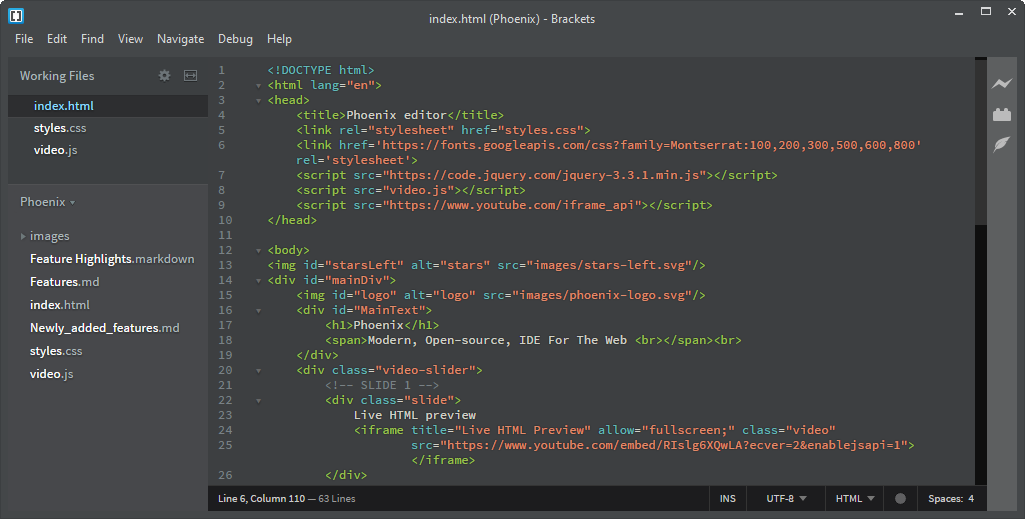 index.html (Phoenix) - Brackets
File Edit Find View Navigate Debug Help
Working Files
index.html
styles.css
video.js
Phoenix
images
Feature Highlights.markdown
Features.md
index.html
Newly_added_features.md
styles.css
video.js
1 <!DOCTYPE html>
2 <html lang="en">
3 <head>
4 <title>Phoenix editor</title>
5 <link rel="stylesheet" href="styles.css">
6 <link href='https://fonts.googleapis.com/css?family=Montserrat:100,200,300,500,600,800'
rel='stylesheet'>
7 <script src="https://code.jquery.com/jquery-3.3.1.min.js"></script>
8 <script src="video.js"></script>
9 <script src="https://www.youtube.com/iframe_api"></script>
10 </head>
11
12 <body>
13 <img id="starsLeft" alt="stars" src="images/stars-left.svg"/>
14 <div id="mainDiv">
15 <img id="logo" alt="logo" src="images/phoenix-logo.svg"/>
16 <div id="MainText">
17 <h1>Phoenix</h1>
18 <span>Modern, Open-source, IDE For The Web <br></span><br>
19 </div>
20 <div class="video-slider">
21 <!-- SLIDE 1 -->
22 <div class="slide">
23 Live HTML preview
24 <iframe title="Live HTML Preview" allow="fullscreen;" class="video"
25 src="https://www.youtube.com/embed/RIslg6XQwLA?ecver=2&enablejsapi=1">
</iframe>
26 </div>
Line 6, Column 110 — 63 Lines INS UTF-8 HTML Spaces: 4